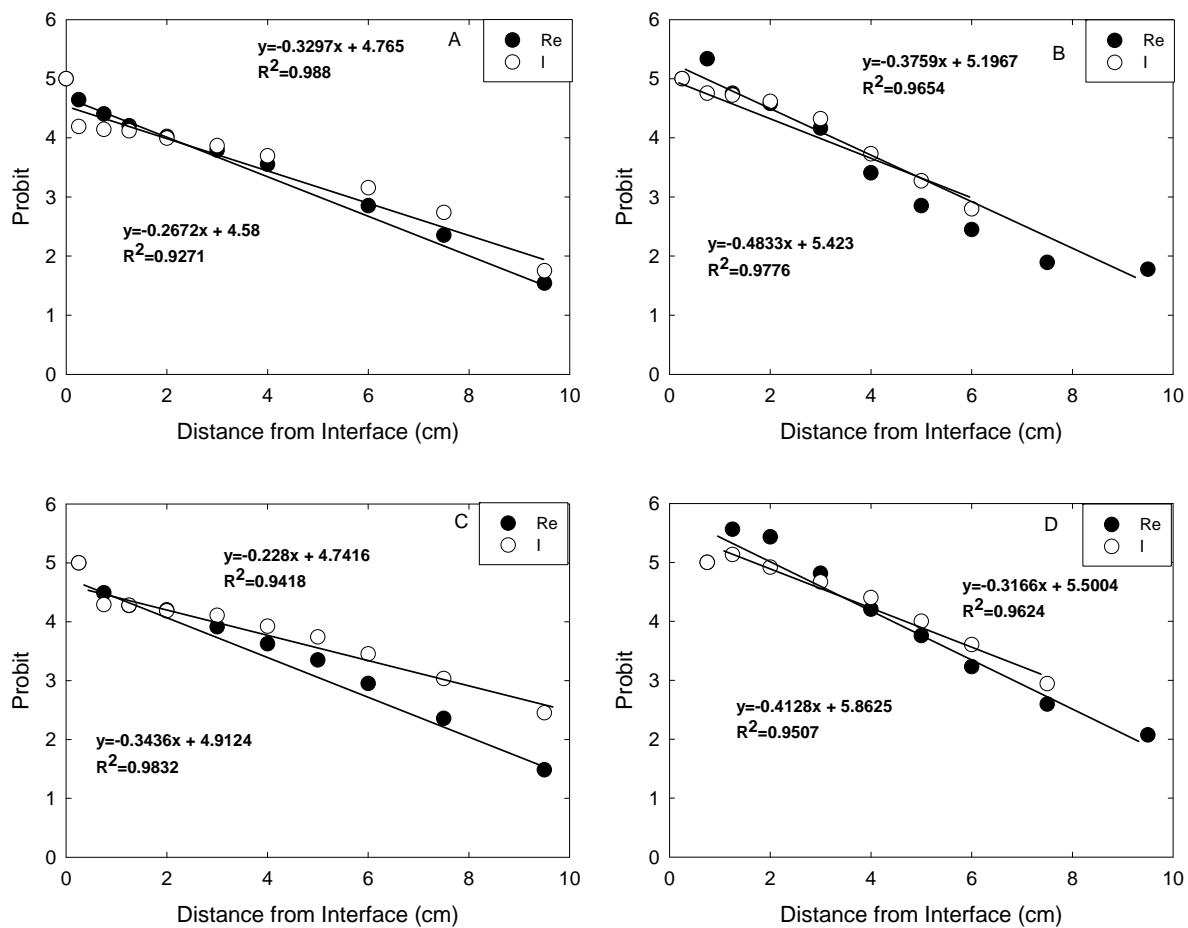 A
Re
I
y=-0.3297x + 4.765
R2=0.988
y=-0.2672x + 4.58
R2=0.9271
Probit
6
5
4
3
2
1
0
0 2 4 6 8 10
Distance from Interface (cm)
B
Re
I
y=-0.3759x + 5.1967
R2=0.9654
y=-0.4833x + 5.423
R2=0.9776
Probit
6
5
4
3
2
1
0
0 2 4 6 8 10
Distance from Interface (cm)
C
Re
I
y=-0.228x + 4.7416
R2=0.9418
y=-0.3436x + 4.9124
R2=0.9832
Probit
6
5
4
3
2
1
0
0 2 4 6 8 10
Distance from Interface (cm)
D
Re
I
y=-0.3166x + 5.5004
R2=0.9624
y=-0.4128x + 5.8625
R2=0.9507
Probit
6
5
4
3
2
1
0
0 2 4 6 8 10
Distance from Interface (cm)